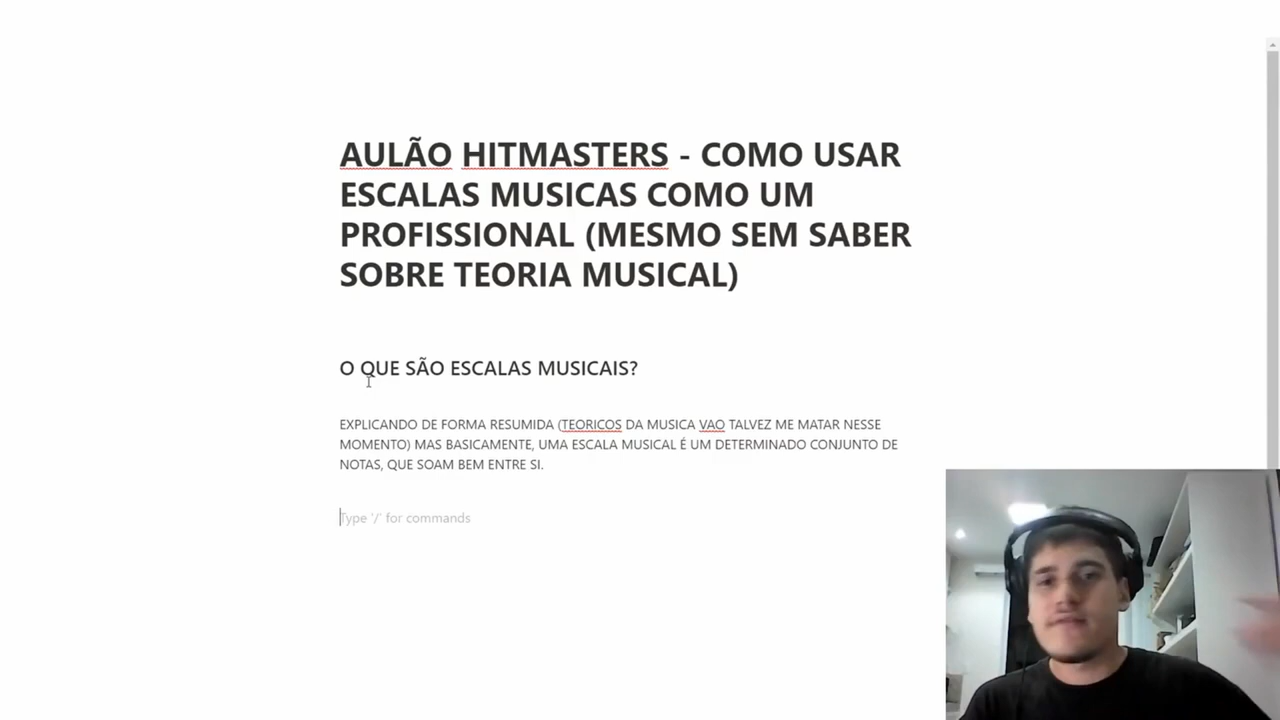 AULÃO HITMASTERS - COMO USAR
ESCALAS MUSICAS COMO UM
PROFISSIONAL (MESMO SEM SABER
SOBRE TEORIA MUSICAL)
O QUE SÃO ESCALAS MUSICAIS?
EXPLICANDO DE FORMA RESUMIDA (TEORICOS DA MUSICA VAO TALVEZ ME MATAR NESSE
MOMENTO) MAS BASICAMENTE, UMA ESCALA MUSICAL É UM DETERMINADO CONJUNTO DE
NOTAS, QUE SOAM BEM ENTRE SI.
Type '/' for commands